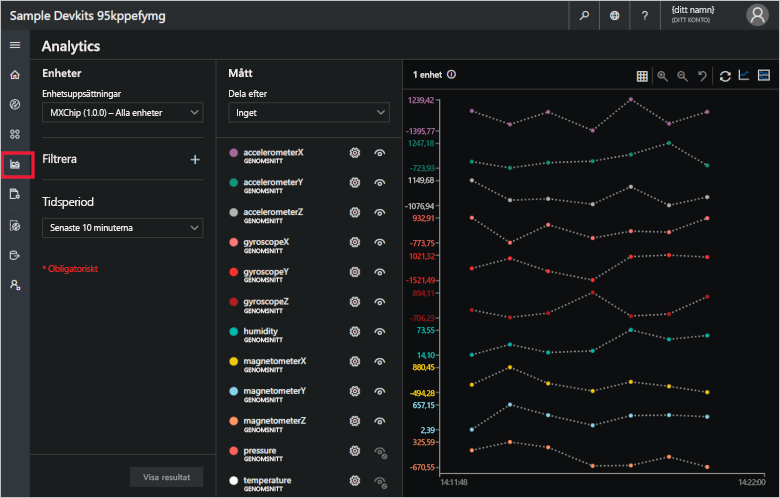 Sample Devkits 95kppefymg
?
{ditt namn}
(DITT KONTO)
Analytics
Enheter
Enhetsuppsättningar
MXChip (1.0.0) – Alla enheter
Filtrera
+
Tidsperiod
Senaste 10 minuterna
* Obligatoriskt
Visa resultat
Mått
Dela efter
Inget
accelerometerX
GENOMSNITT
accelerometerY
GENOMSNITT
accelerometerZ
GENOMSNITT
gyroscopeX
GENOMSNITT
gyroscopeY
GENOMSNITT
gyroscopeZ
GENOMSNITT
humidity
GENOMSNITT
magnetometerX
GENOMSNITT
magnetometerY
GENOMSNITT
magnetometerZ
GENOMSNITT
pressure
GENOMSNITT
temperature
GENOMSNITT
1 enhet
1239,42
-1395,77
1247,18
-723,93
1149,68
-1076,94
932,91
-773,75
1021,32
-1521,49
894,11
-706,23
73,55
14,10
880,45
-494,28
657,15
2,39
325,59
-670,55
14:11:48
14:22:00